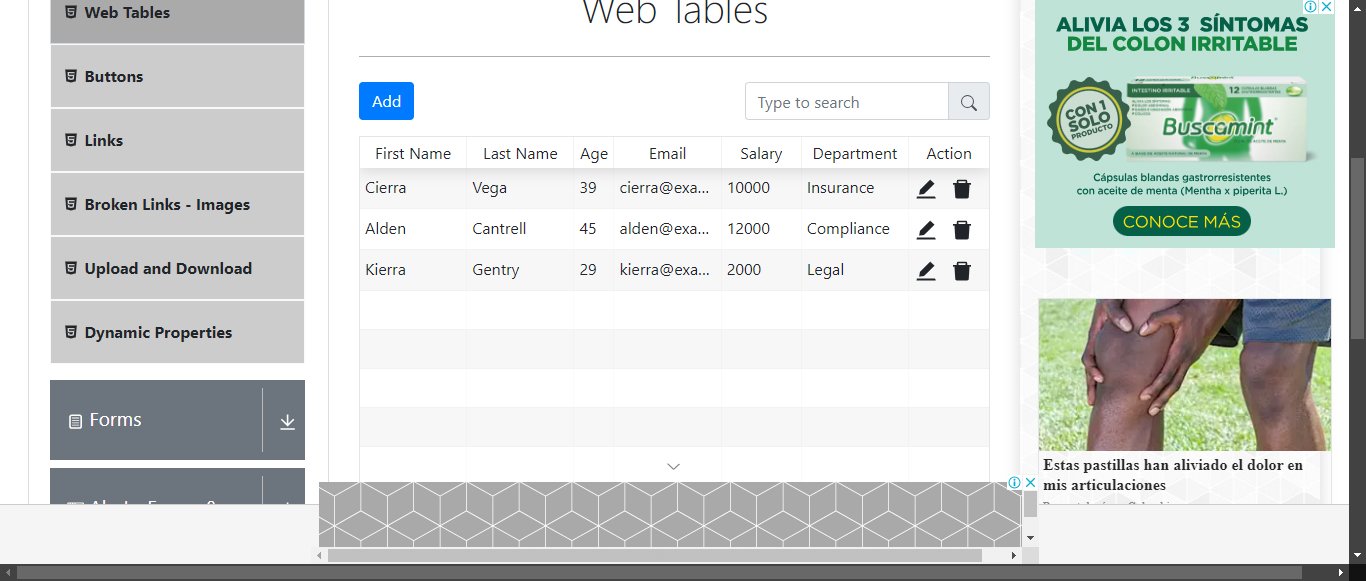 Web Tables
Buttons
Links
Broken Links - Images
Upload and Download
Dynamic Properties
Forms
Web Tables
Add
Type to search
First Name Last Name Age Email Salary Department Action
Cierra Vega 39 cierra@exa... 10000 Insurance
Alden Cantrell 45 alden@exa... 12000 Compliance
Kierra Gentry 29 kierra@exa... 2000 Legal
ALIVIA LOS 3 SÍNTOMAS
DEL COLON IRRITABLE
CON 1
SOLO
PRODUCTO
INTESTINO IRRITABLE
12
Buscamint
Cápsulas blandas gastrorresistentes
con aceite de menta (Mentha x piperita L.)
CONOCE MÁS
Estas pastillas han aliviado el dolor en
mis articulaciones